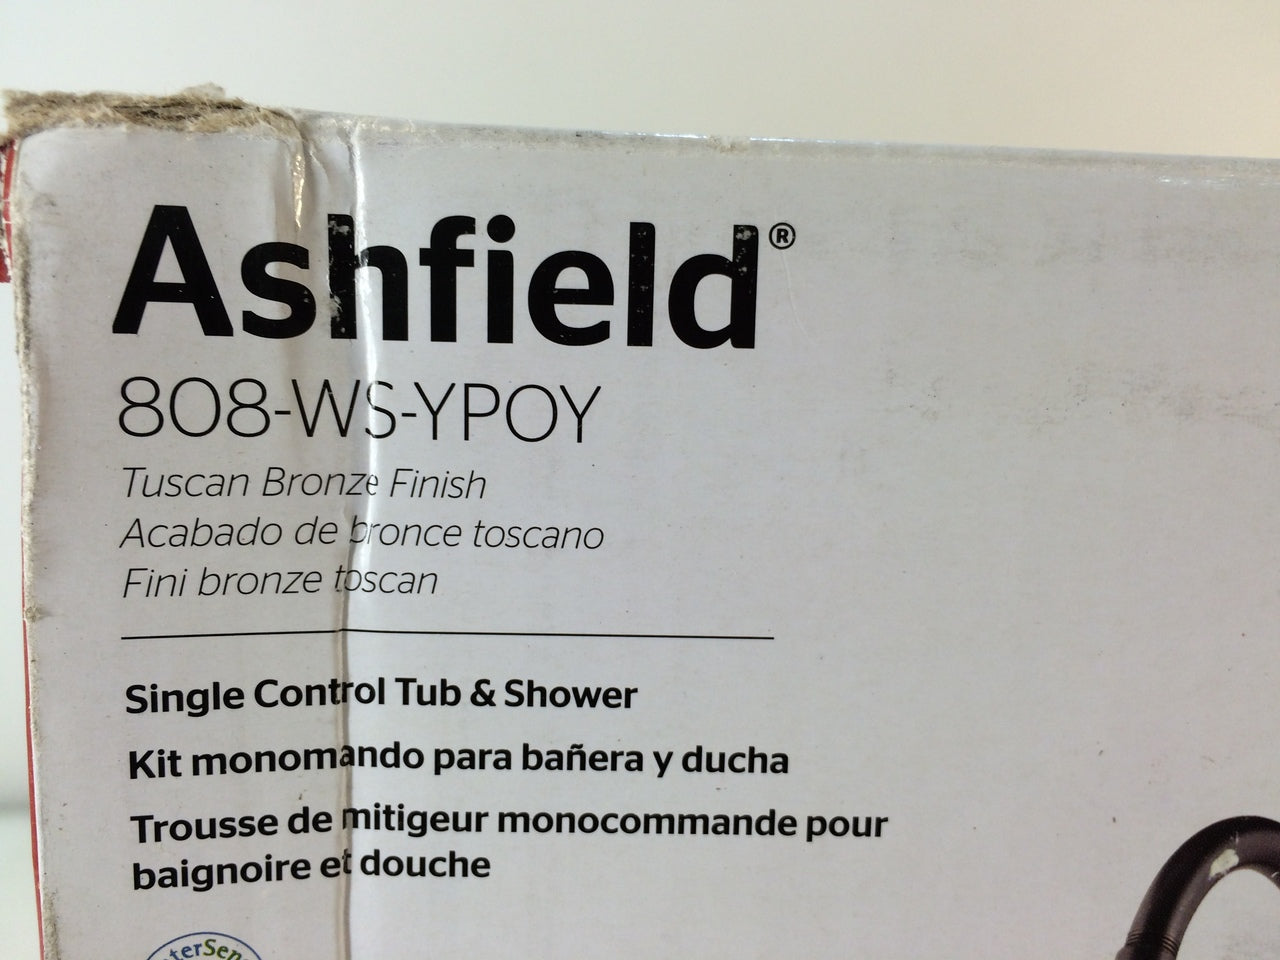 Ashfield®
808-WS-YPOY
Tuscan Bronze Finish
Acabado de bronce toscano
Fini bronze toscan
Single Control Tub & Shower
Kit monomando para bañera y ducha
Trousse de mitigeur monocommande pour
baignoire et douche